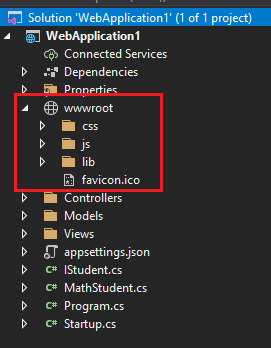 Solution 'WebApplication1' (1 of 1 project)
WebApplication1
Connected Services
Dependencies
Properties
wwwroot
css
js
lib
favicon.ico
Controllers
Models
Views
appsettings.json
C# IStudent.cs
C# MathStudent.cs
C# Program.cs
C# Startup.cs